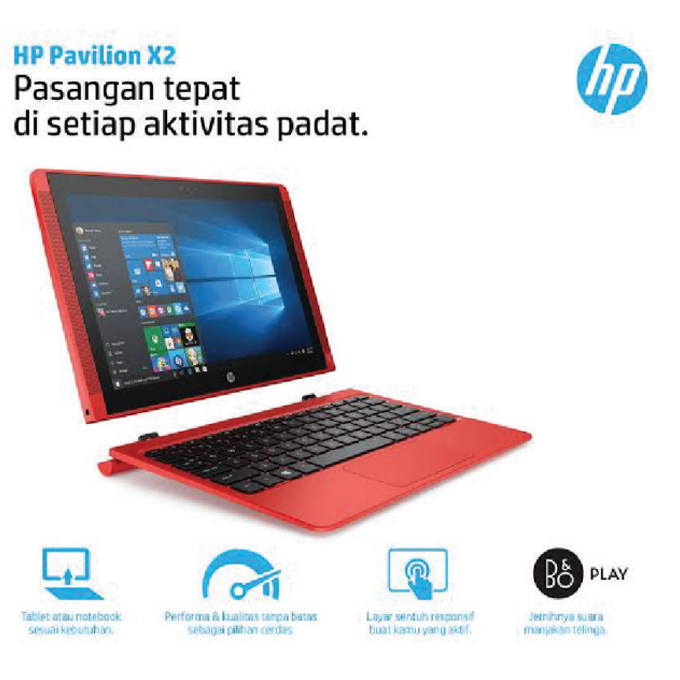 HP Pavilion X2
Pasangan tepat
di setiap aktivitas padat.
hp
Tablet atau notebook
sesuai kebutuhan.
Performa & kualitas tanpa batas
sebagai pilihan cerdas.
Layar sentuh responsif
buat kamu yang aktif.
B&O PLAY
Jernihnya suara
manjakan telinga.